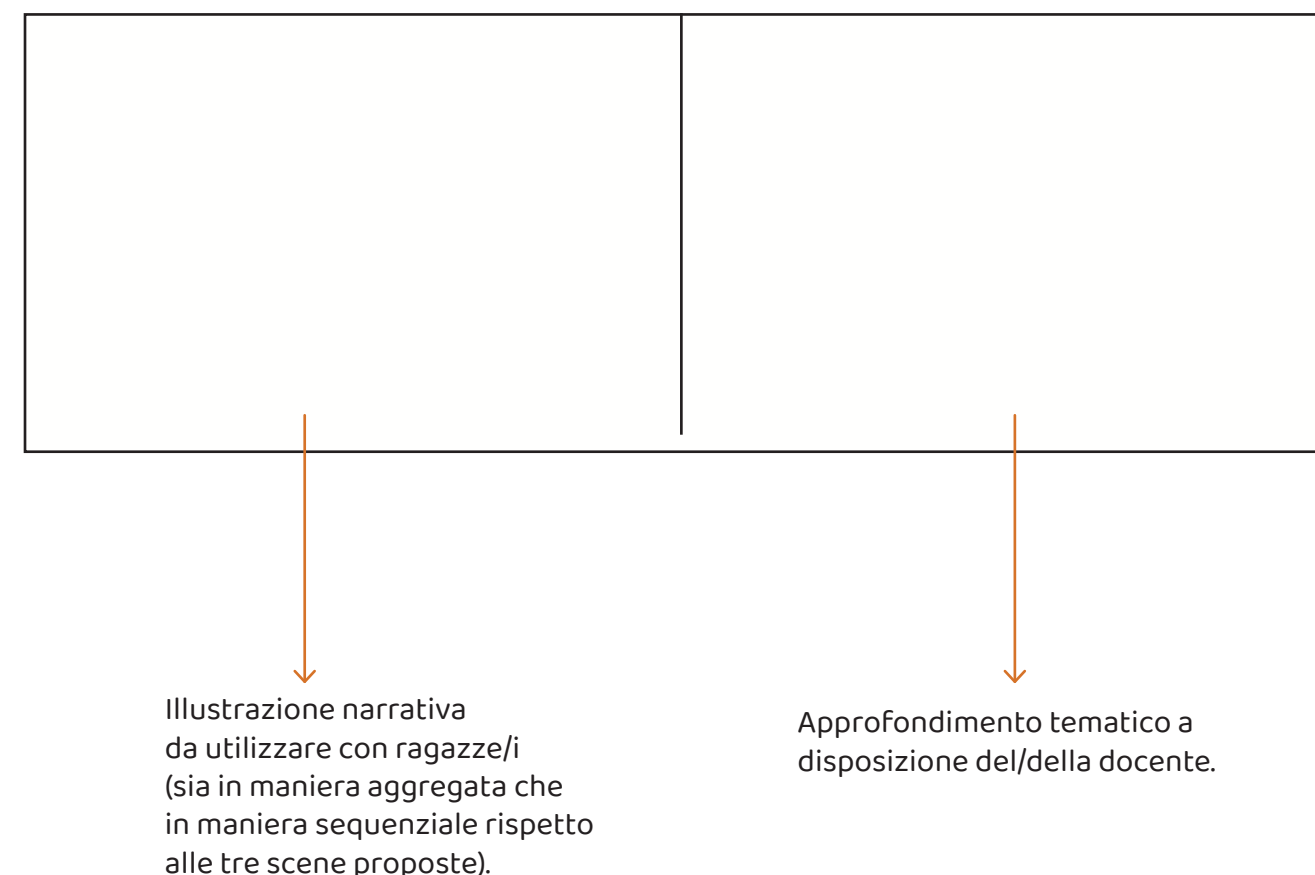 Illustrazione narrativa
da utilizzare con ragazze/i
(sia in maniera aggregata che
in maniera sequenziale rispetto
alle tre scene proposte).
Approfondimento tematico a
disposizione del/della docente.